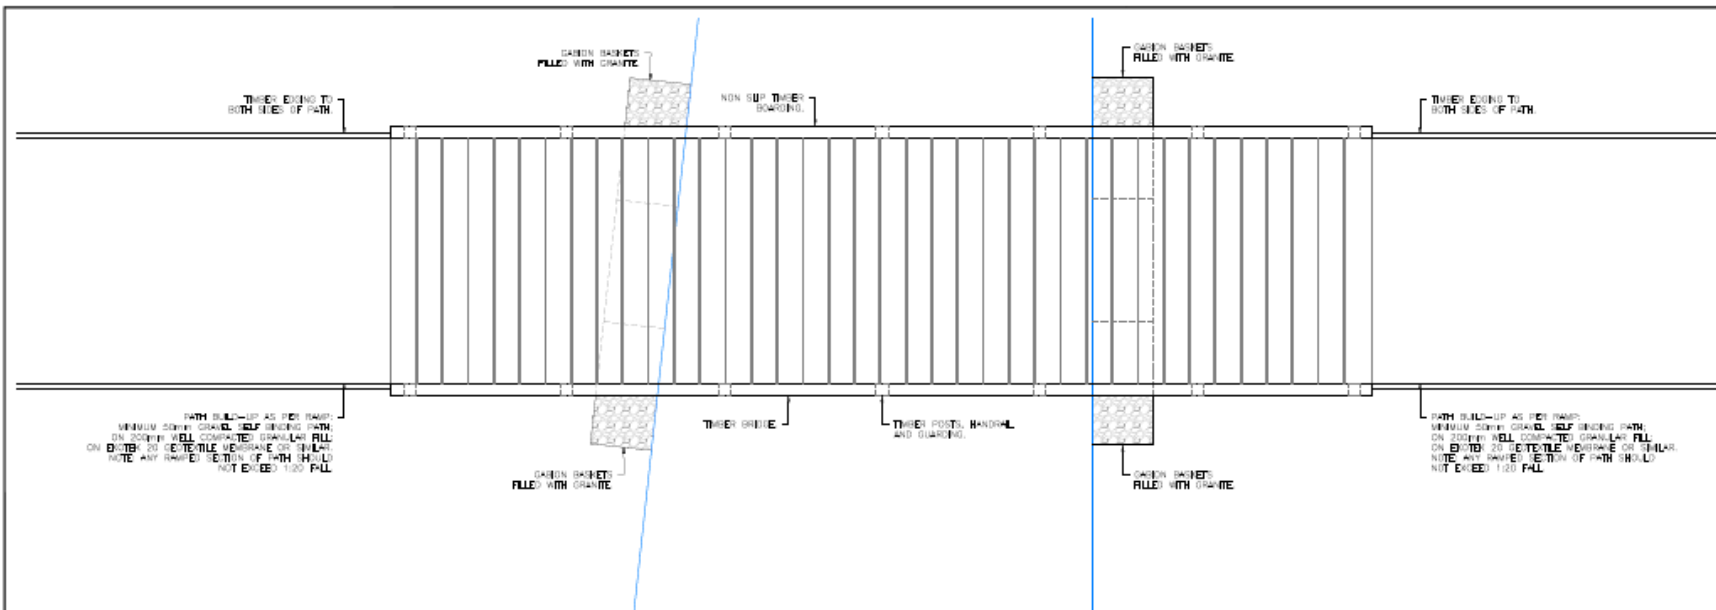 GABION BASKETS
FILLED WITH GRANITE
GABION BASKETS
FILLED WITH GRANITE
TIMBER EDGING TO
BOTH SIDES OF PATH.
NON SLIP TIMBER
BOARDING.
TIMBER EDGING TO
BOTH SIDES OF PATH.
PATH BUILD-UP AS PER RAMP:
MINIMUM 50mm GRAVEL SELF BINDING PATH;
ON 200mm WELL COMPACTED GRANULAR FILL;
ON EKOTEK 20 GEOTEXTILE MEMBRANE OR SIMILAR.
NOTE ANY RAMPED SECTION OF PATH SHOULD
NOT EXCEED 1:20 FALL
GABION BASKETS
FILLED WITH GRANITE
TIMBER BRIDGE
TIMBER POSTS, HANDRAIL
AND GUARDING.
GABION BASKETS
FILLED WITH GRANITE
PATH BUILD-UP AS PER RAMP:
MINIMUM 50mm GRAVEL SELF BINDING PATH;
ON 200mm WELL COMPACTED GRANULAR FILL
ON EKOTEK 20 GEOTEXTILE MEMBRANE OR SIMILAR.
NOTE ANY RAMPED SECTION OF PATH SHOULD
NOT EXCEED 1:20 FALL